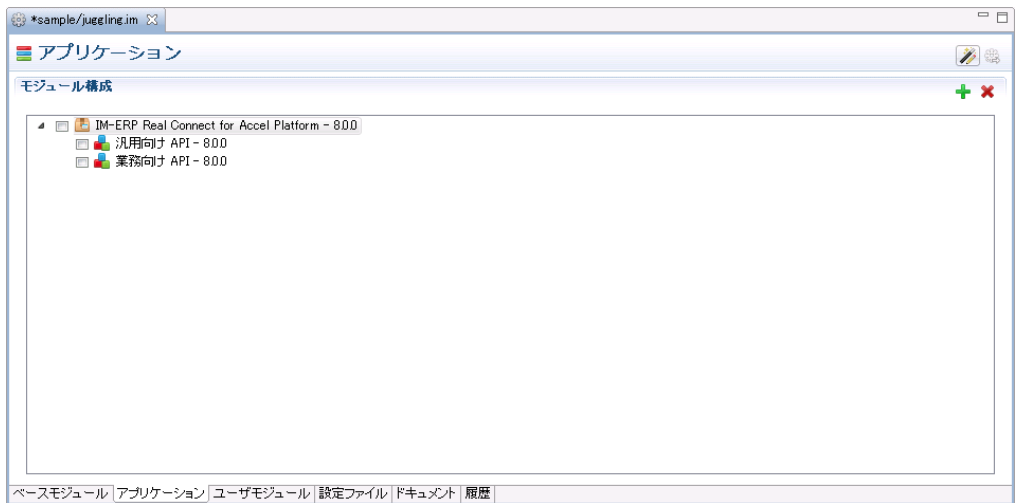 *sample/juggling.im
アプリケーション
モジュール構成
IM-ERP Real Connect for Accel Platform - 8.0.0
汎用向け API - 8.0.0
業務向け API - 8.0.0
ベースモジュール アプリケーション ユーザモジュール 設定ファイル ドキュメント 履歴